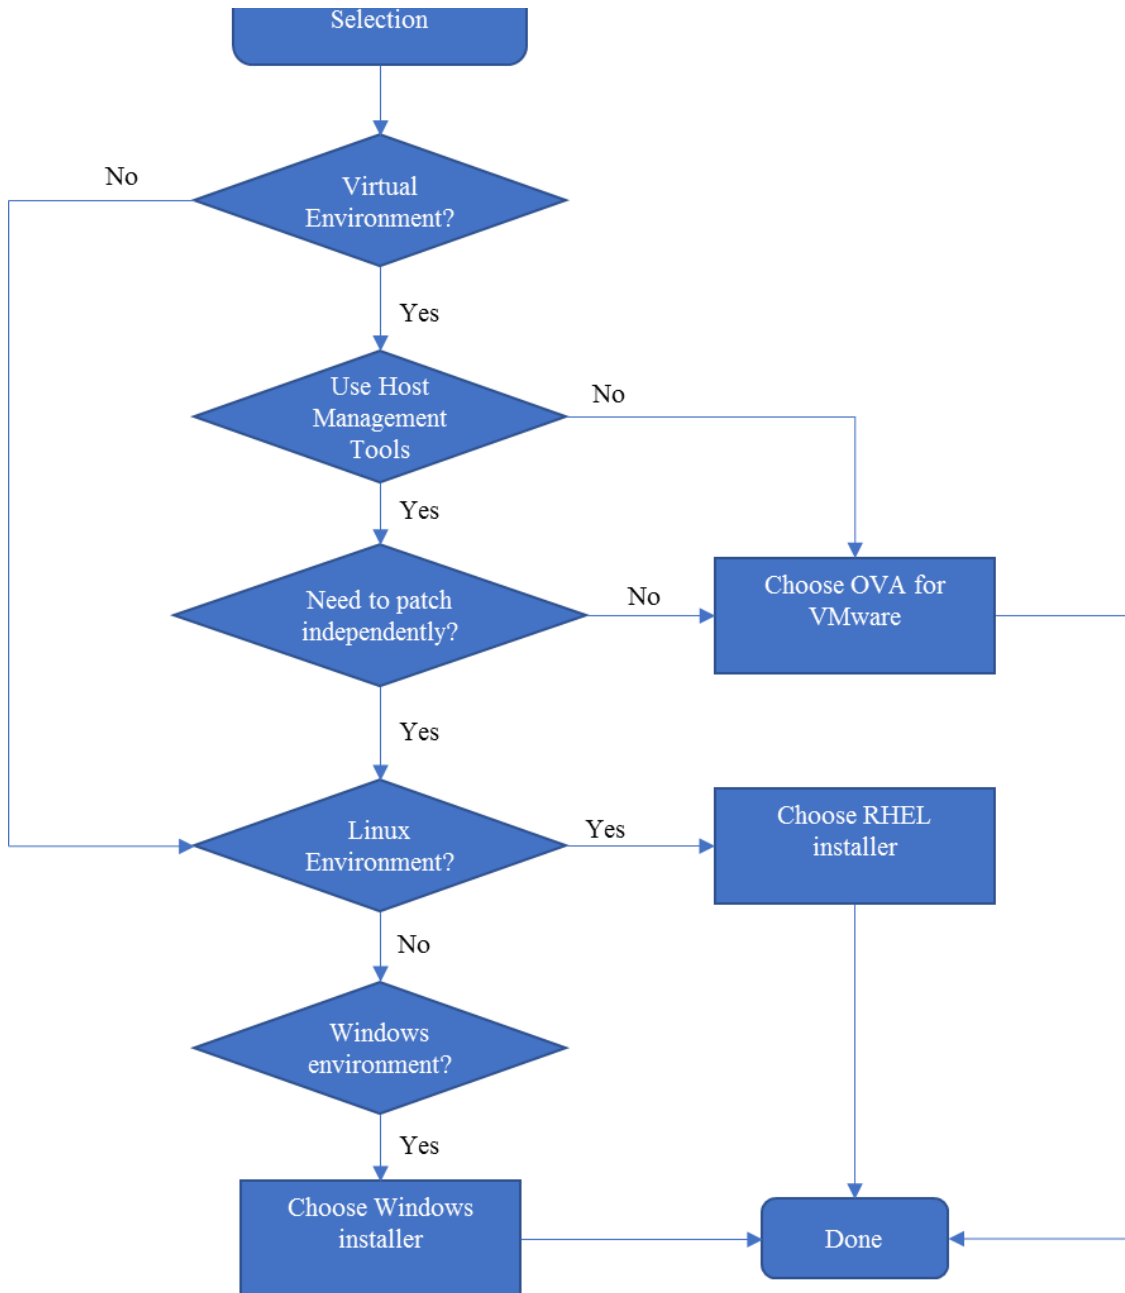 Selection
No
Virtual
Environment?
Yes
Use Host
Management
Tools
No
Yes
Need to patch
independently?
No
Choose OVA for
VMware
Yes
Linux
Environment?
Yes
Choose RHEL
installer
No
Windows
environment?
Yes
Choose Windows
installer
Done